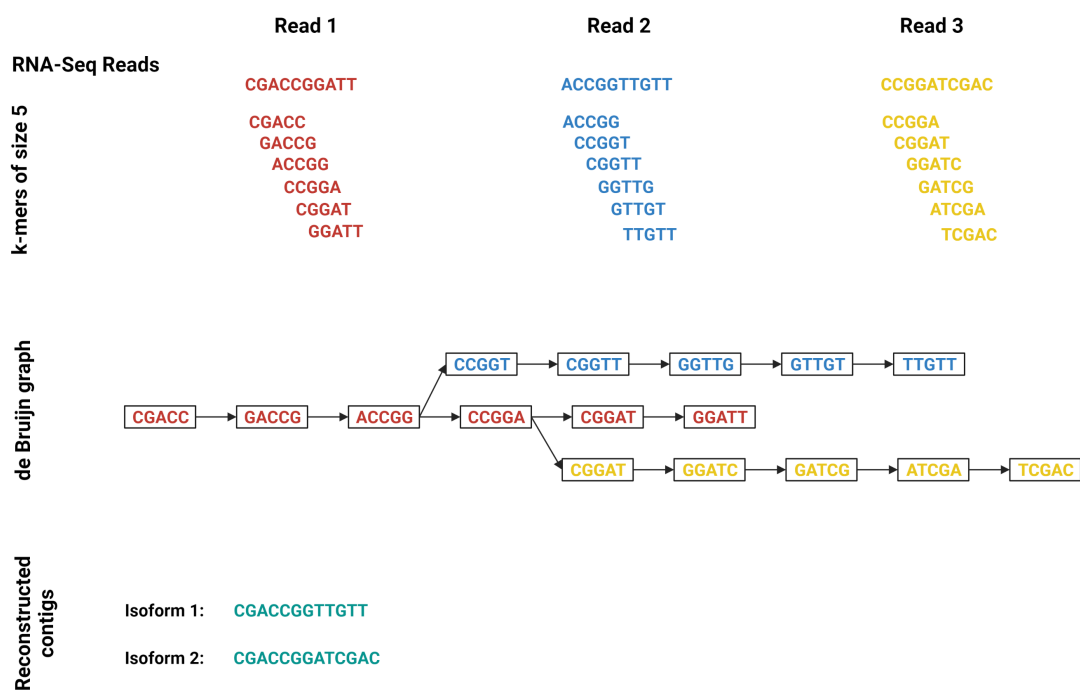 Read 1
Read 2
Read 3
RNA-Seq Reads
CGACCGGATT
ACCGGTTGTT
CCGGATCGAC
k-mers of size 5
CGACC
GACCG
ACCGG
CCGGA
CGGAT
GGATT
ACCGG
CCGGT
CGGTT
GGTTG
GTTGT
TTGTT
CCGGA
CGGAT
GGATC
GATCG
ATCGA
TCGAC
de Bruijn graph
CCGGT
CGGTT
GGTTG
GTTGT
TTGTT
CGACC
GACCG
ACCGG
CCGGA
CGGAT
GGATT
CGGAT
GGATC
GATCG
ATCGA
TCGAC
Reconstructed
contigs
Isoform 1: CGACCGGTTGTT
Isoform 2: CGACCGGATCGAC